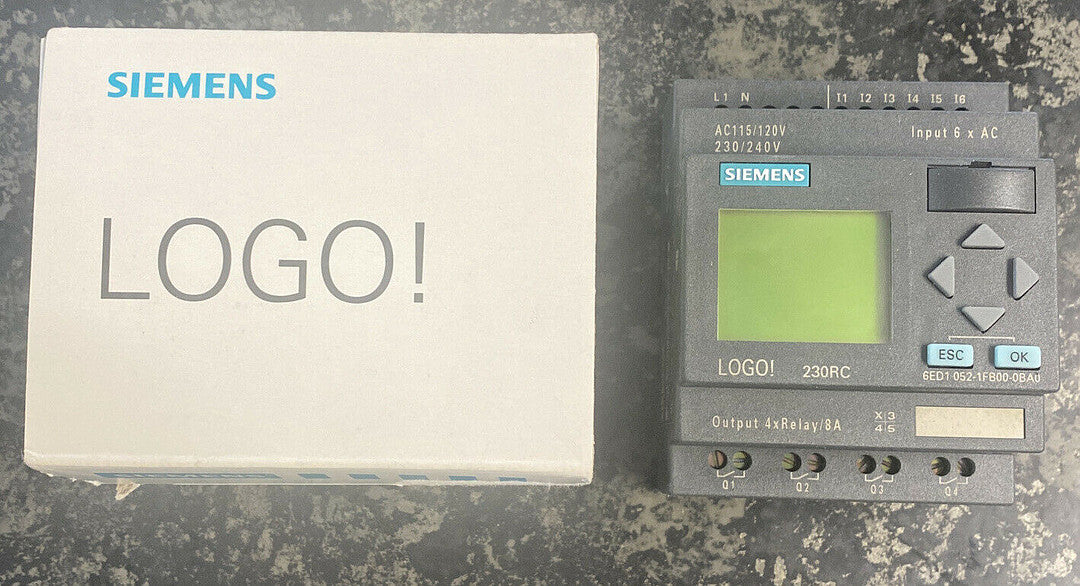 SIEMENS
LOGO!
L1 N I1 I2 I3 I4 I5 I6
AC115/120V Input 6 x AC
230/240V
SIEMENS
ESC OK
LOGO! 230RC
6ED1 052-1FB00-0BA0
Output 4xRelay/8A
X 3
4 5
Q1 Q2 Q3 Q4